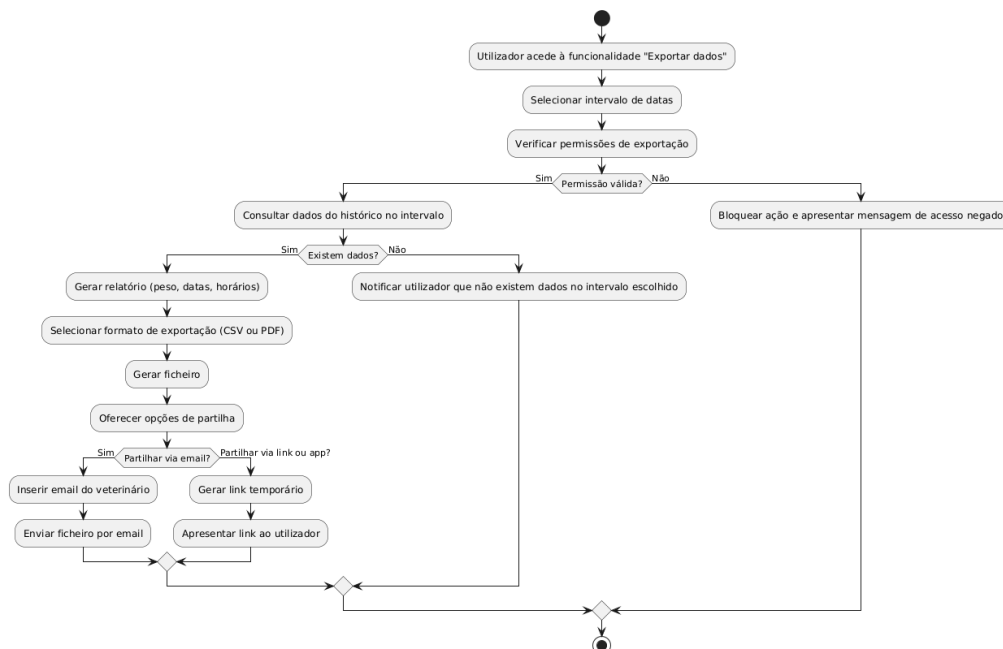 Utilizador acede à funcionalidade "Exportar dados"
Selecionar intervalo de datas
Verificar permissões de exportação
Sim
Permissão válida?
Não
Consultar dados do histórico no intervalo
Bloquear ação e apresentar mensagem de acesso negado
Sim
Existem dados?
Não
Gerar relatório (peso, datas, horários)
Notificar utilizador que não existem dados no intervalo escolhido
Selecionar formato de exportação (CSV ou PDF)
Gerar ficheiro
Oferecer opções de partilha
Sim
Partilhar via email?
Partilhar via link ou app?
Inserir email do veterinário
Gerar link temporário
Enviar ficheiro por email
Apresentar link ao utilizador